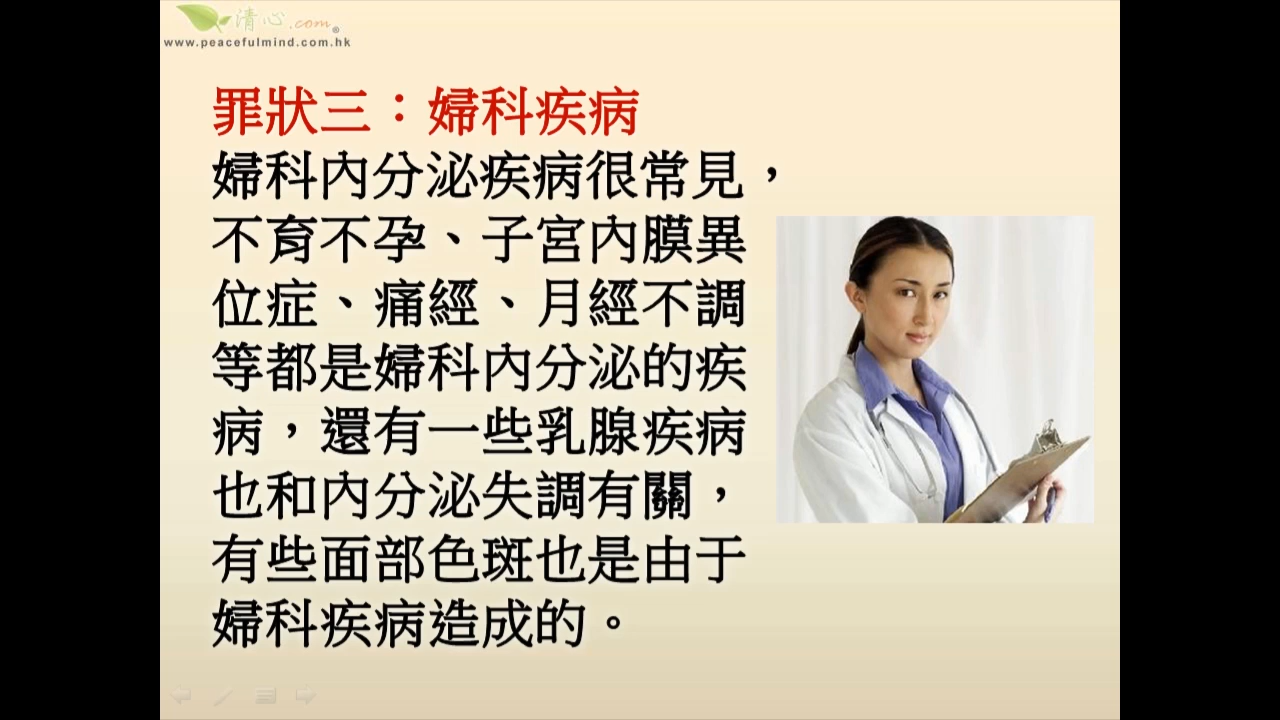 清心.com®
www.peacefulmind.com.hk
罪狀三：婦科疾病
婦科內分泌疾病很常見，
不育不孕、子宮內膜異
位症、痛經、月經不調
等都是婦科內分泌的疾
病，還有一些乳腺疾病
也和內分泌失調有關，
有些面部色斑也是由于
婦科疾病造成的。